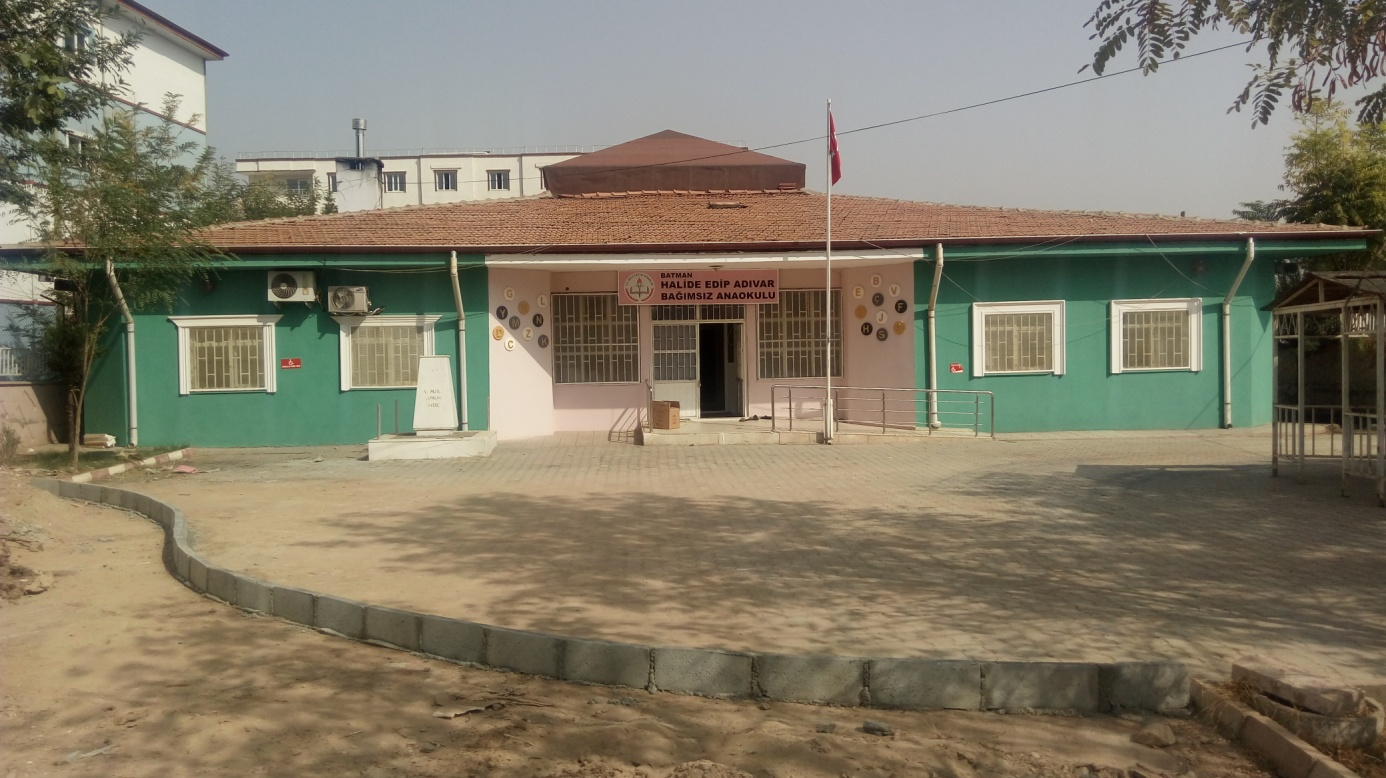 BATMAN
HALİDE EDİP ADIVAR
BAĞIMSIZ ANAOKULU
G
L
Y
W
N
Z
C
K
E
B
V
Ç
F
J
H
S